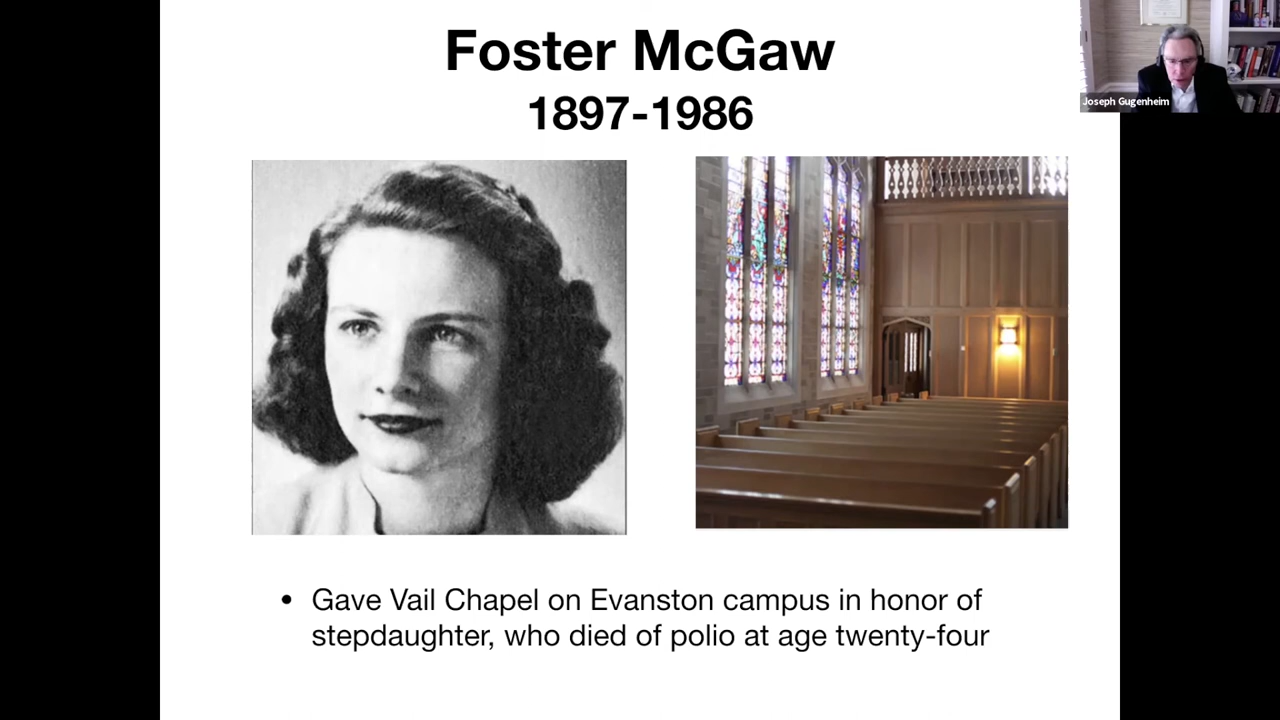 Foster McGaw
1897-1986
Joseph Gugenheim
• Gave Vail Chapel on Evanston campus in honor of
stepdaughter, who died of polio at age twenty-four